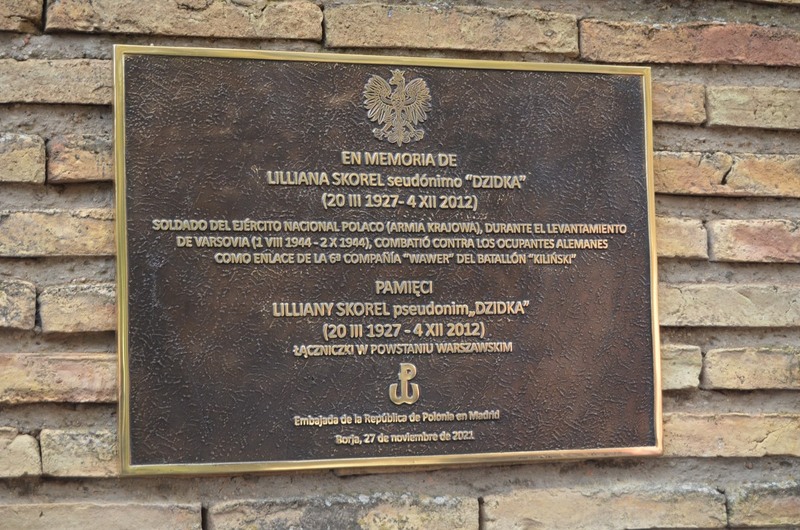 EN MEMORIA DE
LILLIANA SKOREL seudónimo "DZIDKA"
(20 III 1927- 4 XII 2012)
SOLDADO DEL EJÉRCITO NACIONAL POLACO (ARMIA KRAJOWA), DURANTE EL LEVANTAMIENTO
DE VARSOVIA (1 VIII 1944 - 2 X 1944), COMBATIÓ CONTRA LOS OCUPANTES ALEMANES
COMO ENLACE DE LA 6ª COMPAÑÍA "WAWER" DEL BATALLÓN "KILIŃSKI"
PAMIĘCI
LILLIANY SKOREL pseudonim„DZIDKA"
(20 III 1927 - 4 XII 2012)
ŁĄCZNICZKI W POWSTANIU WARSZAWSKIM
Embajada de la República de Polonia en Madrid
Borja, 27 de noviembre de 2021